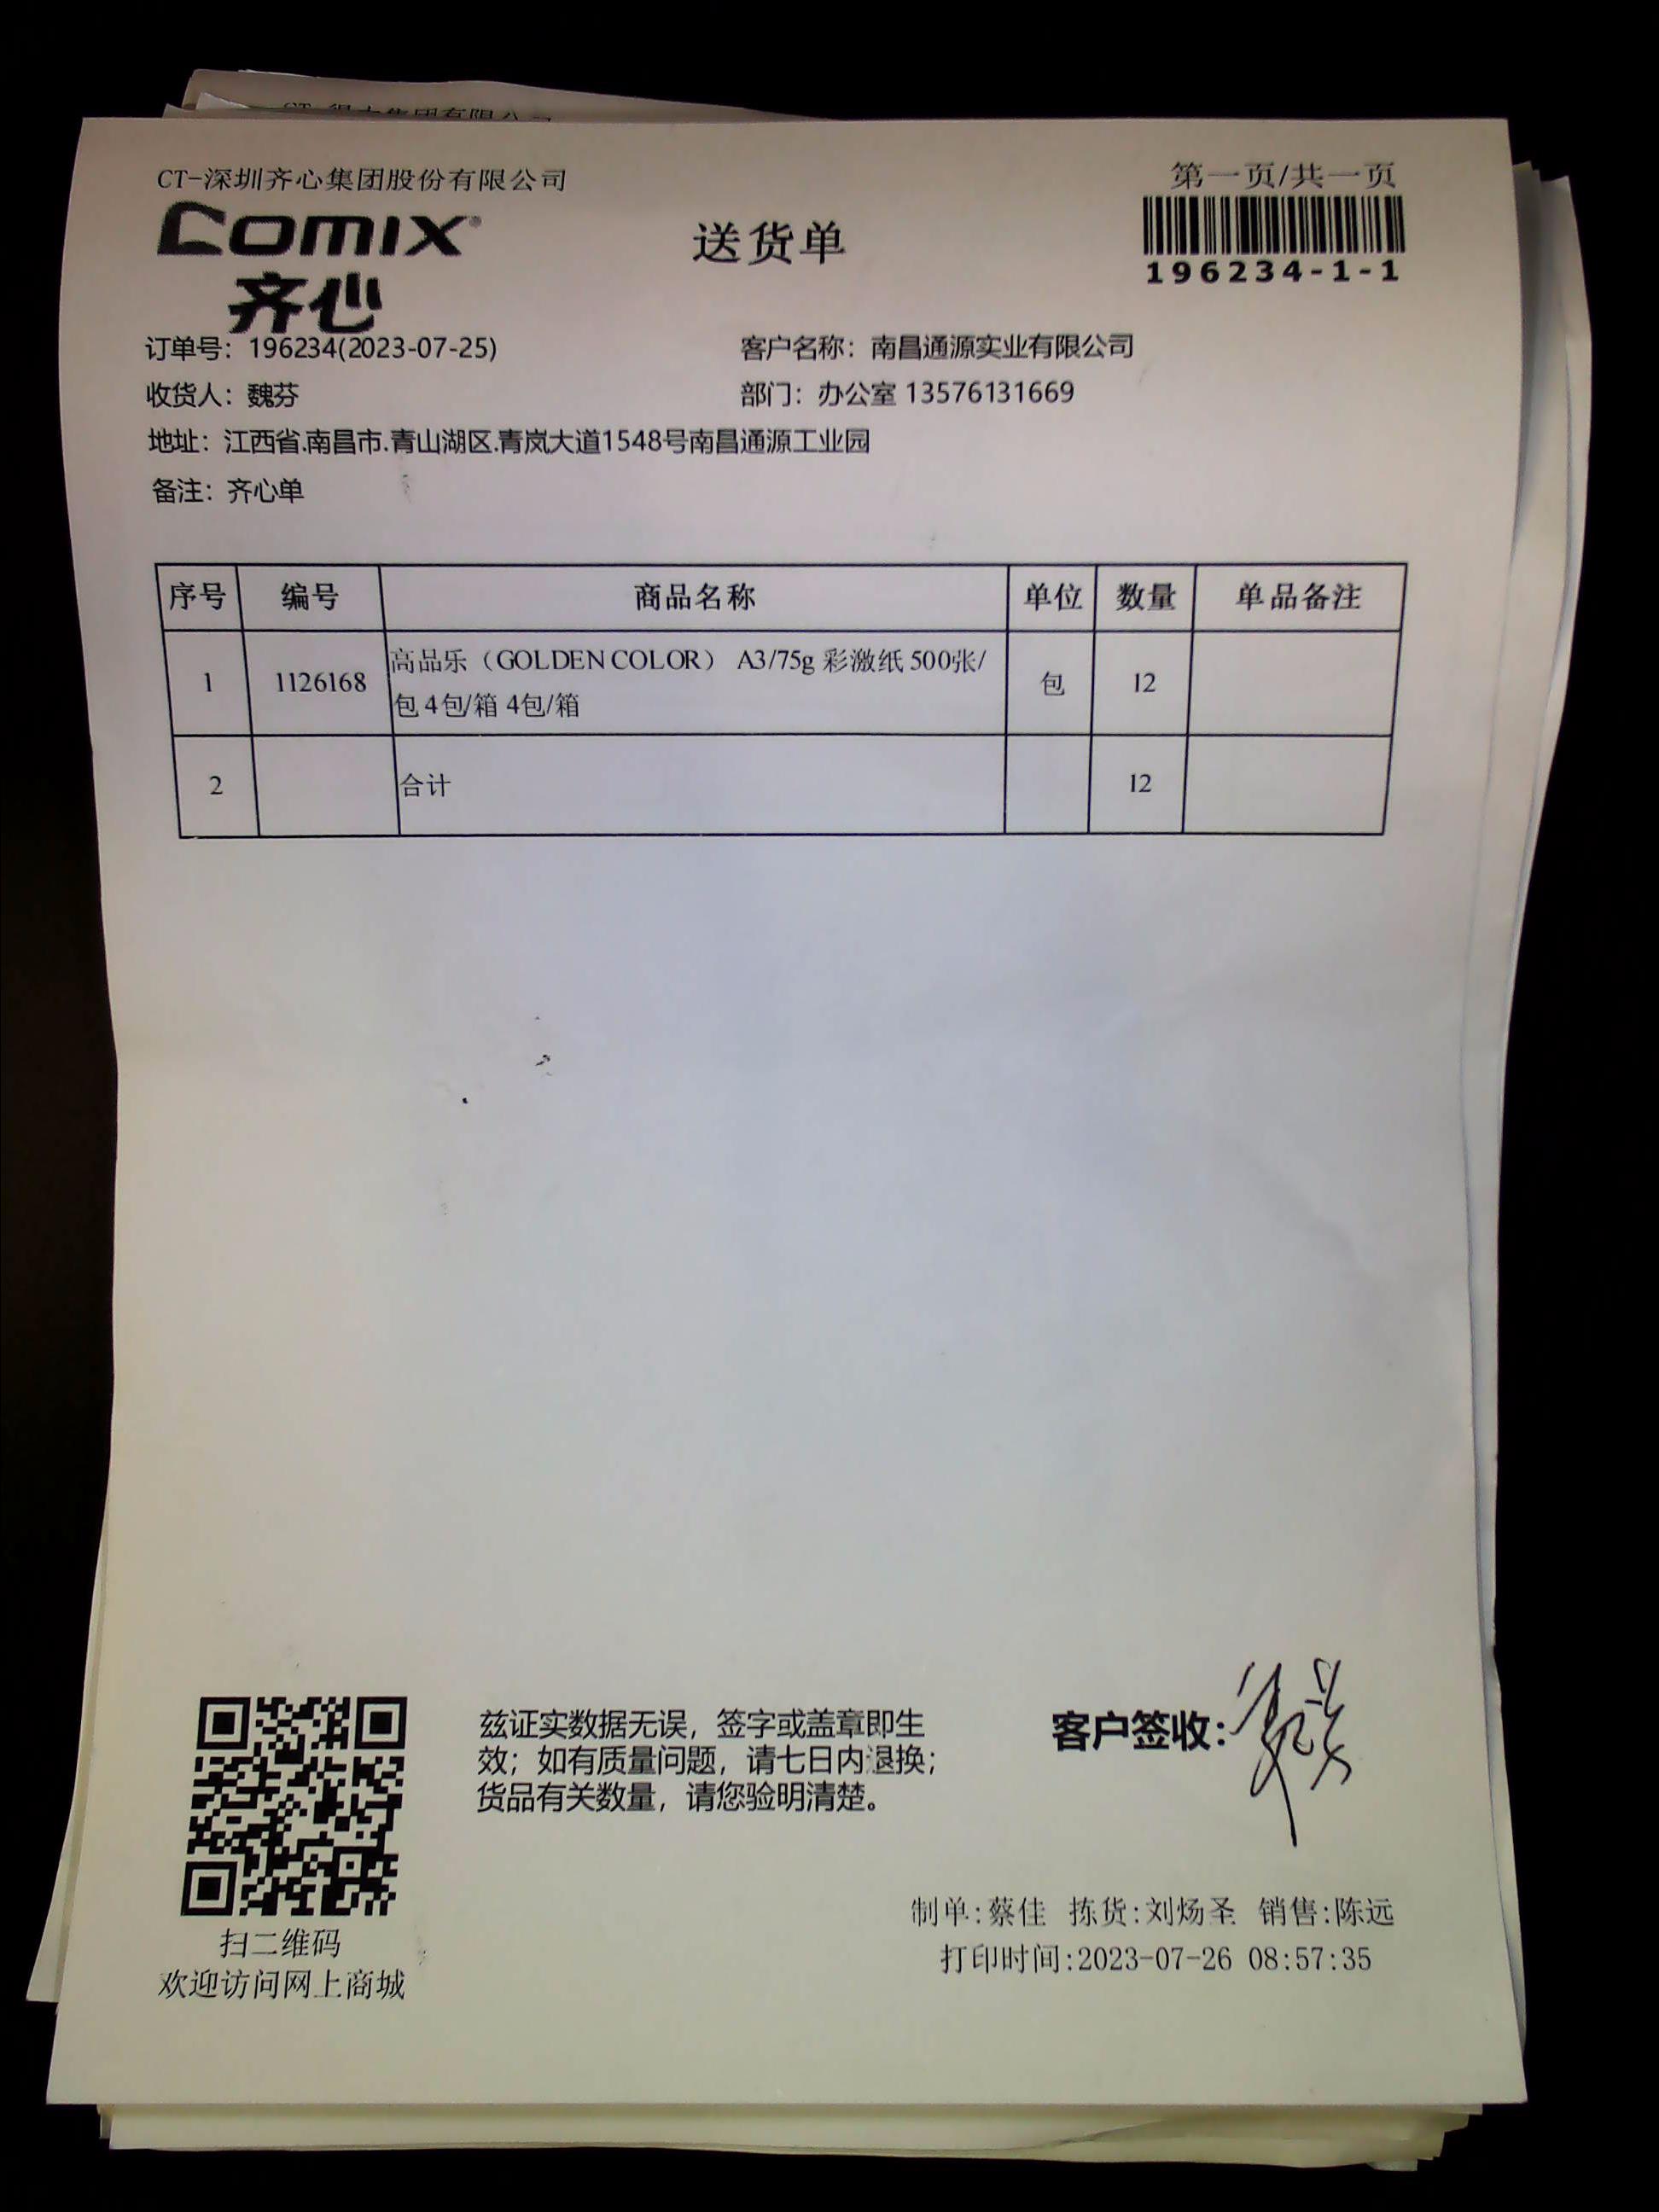 CT-深圳齐心集团股份有限公司
第一页/共一页
COMIX®
齐心
送货单
196234-1-1
订单号：196234(2023-07-25)
客户名称：南昌通源实业有限公司
收货人：魏芬
部门：办公室 13576131669
地址：江西省.南昌市.青山湖区.青岚大道1548号南昌通源工业园
备注：齐心单
序号 编号 商品名称 单位 数量 单品备注
1 1126168 高品乐（GOLDEN COLOR） A3/75g 彩激纸 500张/
包 4包/箱 4包/箱 包 12
2 合计 12
兹证实数据无误，签字或盖章即生
效；如有质量问题，请七日内退换；
货品有关数量，请您验明清楚。
客户签收：
制单:蔡佳 拣货:刘炀圣 销售:陈远
打印时间:2023-07-26 08:57:35
扫二维码
欢迎访问网上商城